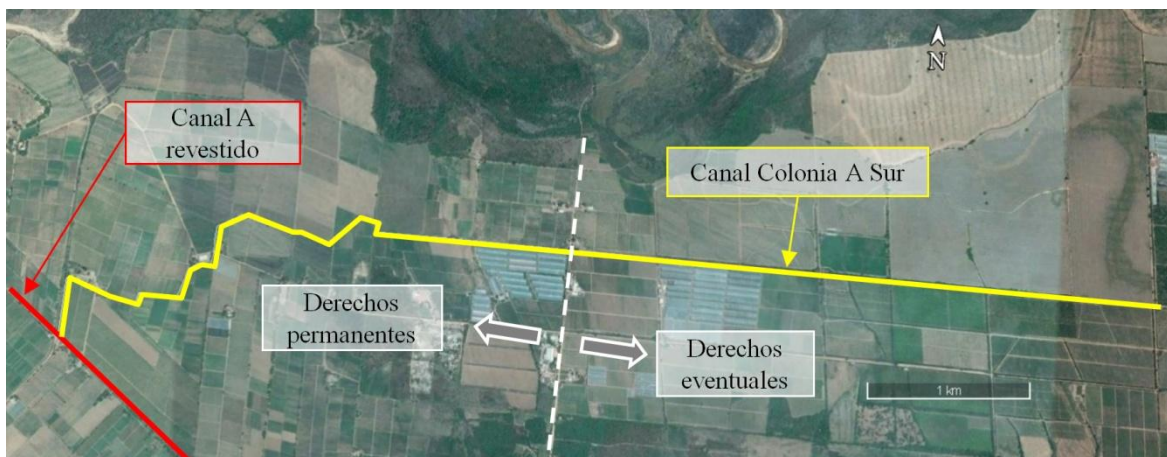 N
Canal A
revestido
Canal Colonia A Sur
Derechos
permanentes
Derechos
eventuales
1 km